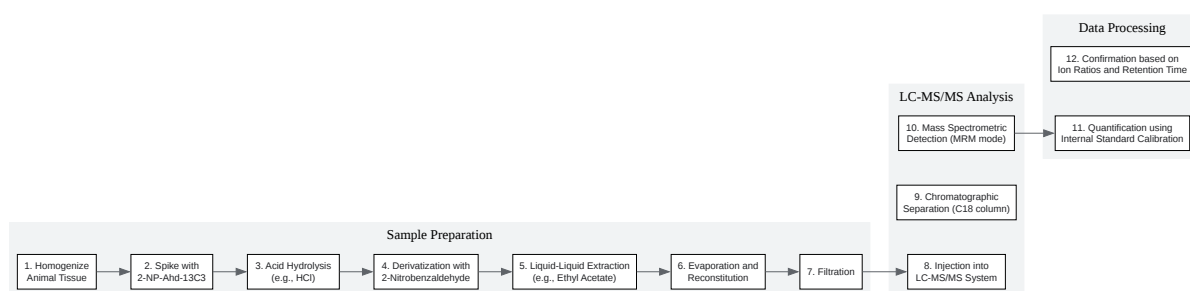 Sample Preparation
1. Homogenize
Animal Tissue
2. Spike with
2-NP-Ahd-13C3
3. Acid Hydrolysis
(e.g., HCl)
4. Derivatization with
2-Nitrobenzaldehyde
5. Liquid-Liquid Extraction
(e.g., Ethyl Acetate)
6. Evaporation and
Reconstitution
7. Filtration
LC-MS/MS Analysis
8. Injection into
LC-MS/MS System
9. Chromatographic
Separation (C18 column)
10. Mass Spectrometric
Detection (MRM mode)
Data Processing
11. Quantification using
Internal Standard Calibration
12. Confirmation based on
Ion Ratios and Retention Time